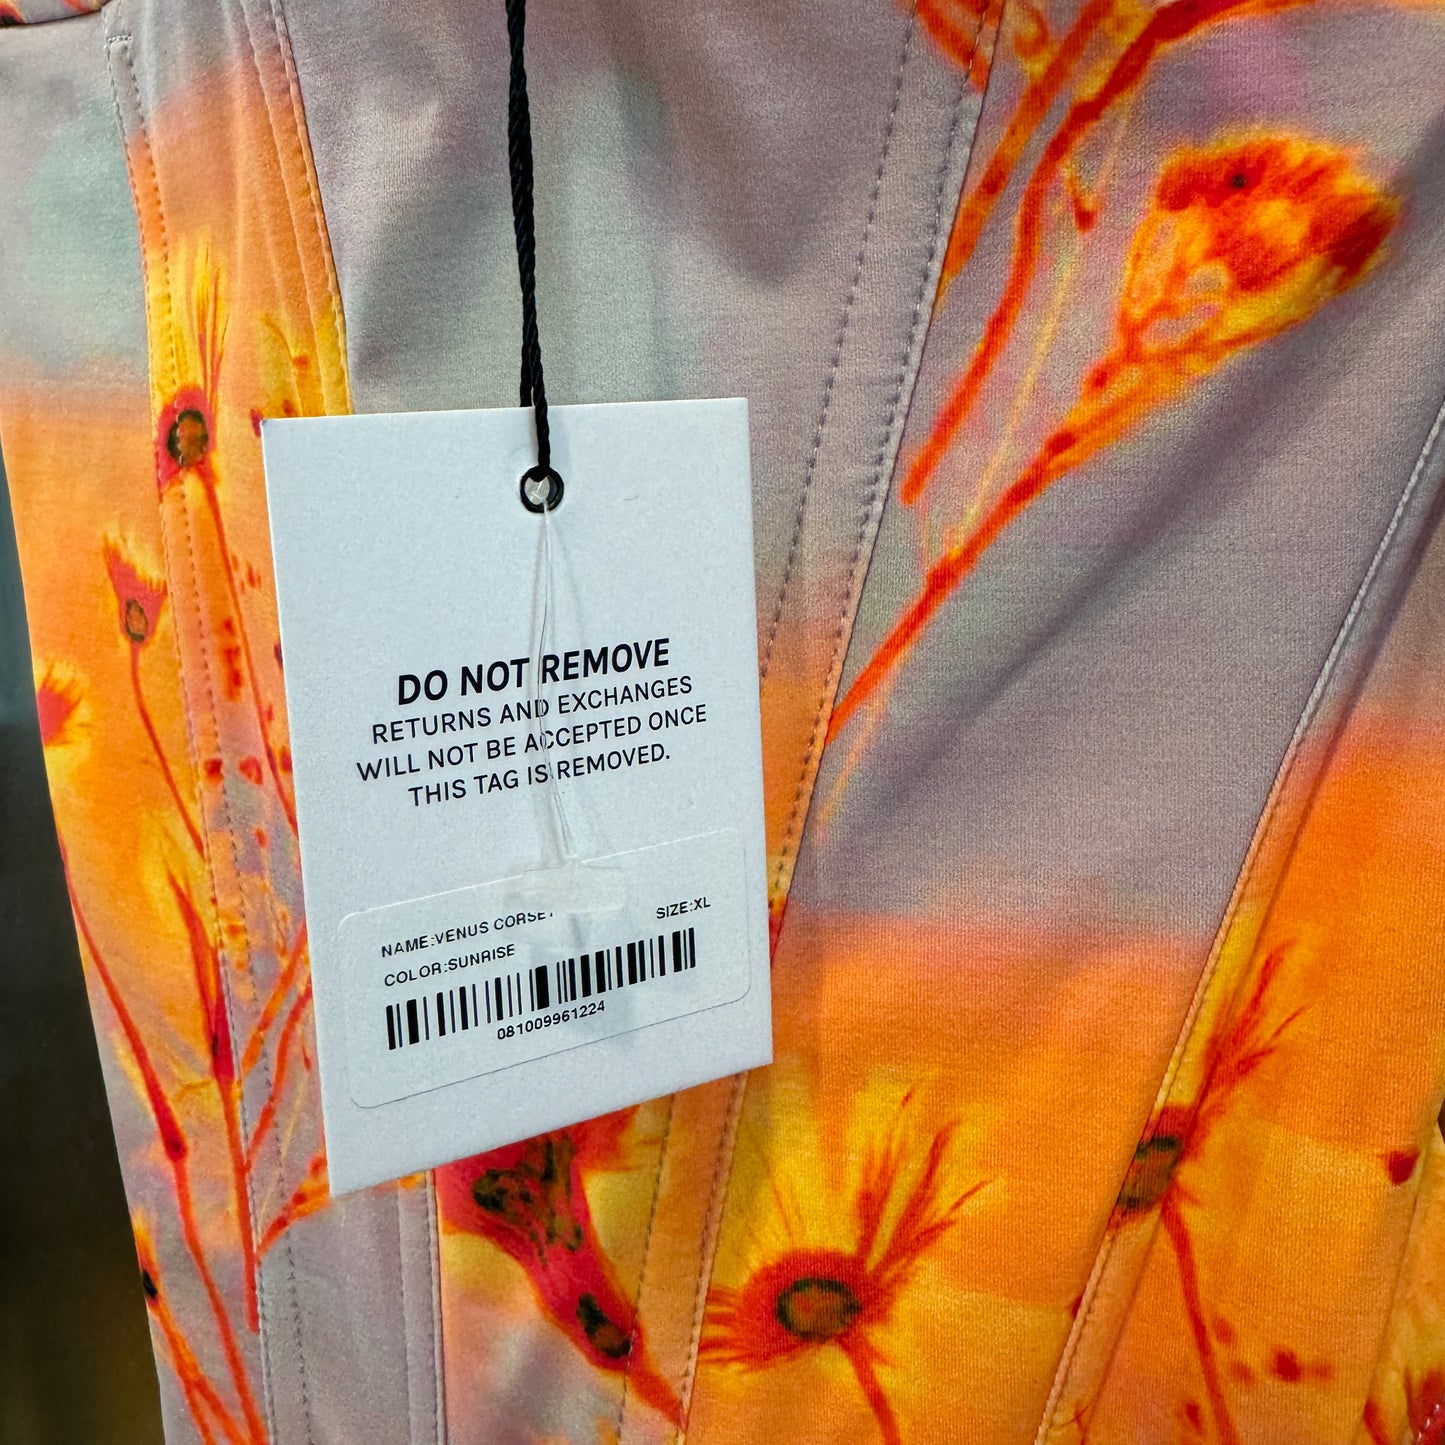 DO NOT REMOVE
RETURNS AND EXCHANGES
WILL NOT BE ACCEPTED ONCE
THIS TAG IS REMOVED.
NAME:VENUS CORSET SIZE:XL
COLOR:SUNRISE
081009961224